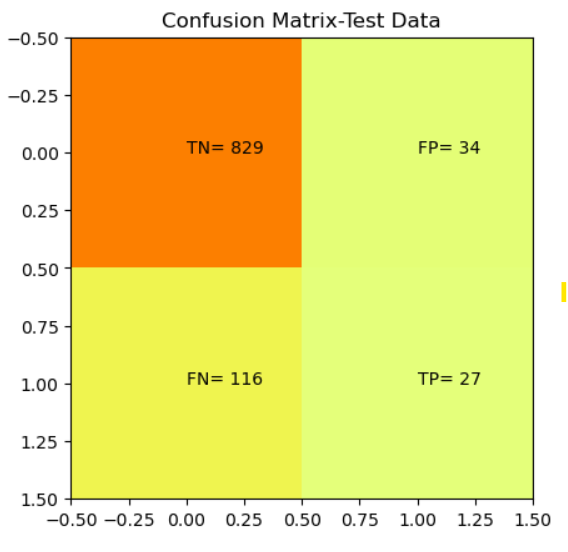 Confusion Matrix-Test Data
−0.50
−0.25
0.00
TN= 829
FP= 34
0.25
0.50
0.75
1.00
FN= 116
TP= 27
1.25
1.50
−0.50 −0.25 0.00 0.25 0.50 0.75 1.00 1.25 1.50